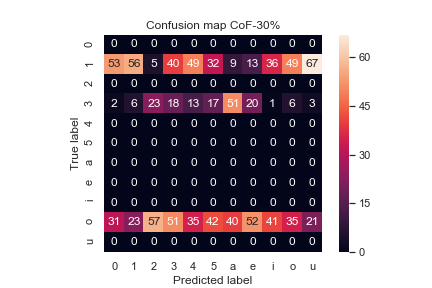 Confusion map CoF-30%
True label
0 0 0 0 0 0 0 0 0 0 0 0
1 53 56 5 40 49 32 9 13 36 49 67
2 0 0 0 0 0 0 0 0 0 0 0
3 2 6 23 18 13 17 51 20 1 6 3
4 0 0 0 0 0 0 0 0 0 0 0
5 0 0 0 0 0 0 0 0 0 0 0
a 0 0 0 0 0 0 0 0 0 0 0
e 0 0 0 0 0 0 0 0 0 0 0
i 0 0 0 0 0 0 0 0 0 0 0
o 31 23 57 51 35 42 40 52 41 35 21
u 0 0 0 0 0 0 0 0 0 0 0
0 1 2 3 4 5 a e i o u
Predicted label
60
45
30
15
0